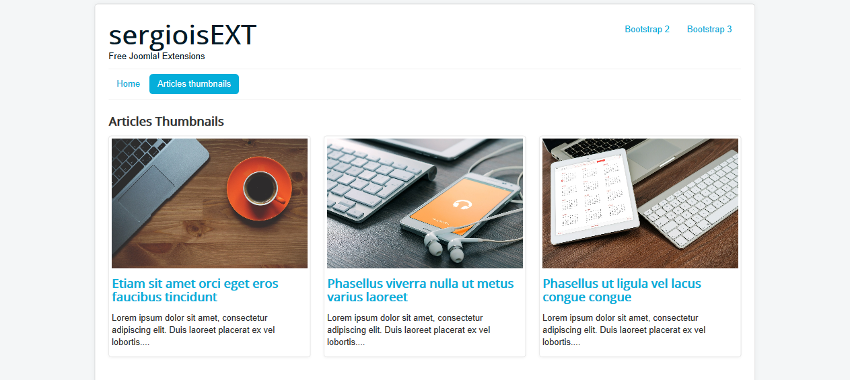 sergioisEXT
Free Joomla! Extensions
Bootstrap 2 Bootstrap 3
Home Articles thumbnails
Articles Thumbnails
Etiam sit amet orci eget eros
faucibus tincidunt
Lorem ipsum dolor sit amet, consectetur
adipiscing elit. Duis laoreet placerat ex vel
lobortis....
Phasellus viverra nulla ut metus
varius laoreet
Lorem ipsum dolor sit amet, consectetur
adipiscing elit. Duis laoreet placerat ex vel
lobortis....
Phasellus ut ligula vel lacus
congue congue
Lorem ipsum dolor sit amet, consectetur
adipiscing elit. Duis laoreet placerat ex vel
lobortis....